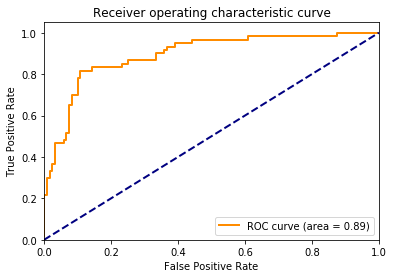 Receiver operating characteristic curve
True Positive Rate
1.0
0.8
0.6
0.4
0.2
0.0
ROC curve (area = 0.89)
0.0 0.2 0.4 0.6 0.8 1.0
False Positive Rate